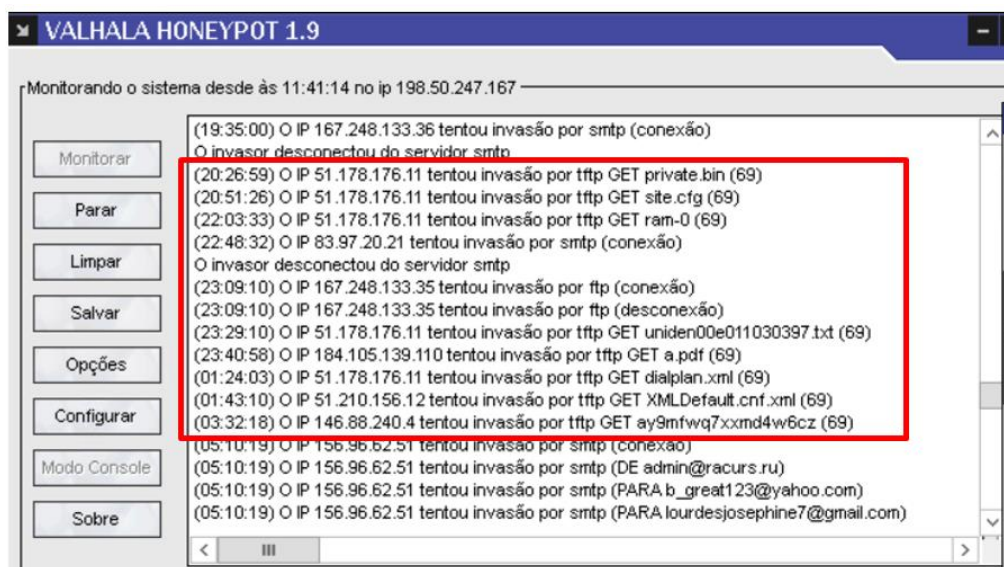 VALHALA HONEYPOT 1.9
Monitorando o sistema desde às 11:41:14 no ip 198.50.247.167
Monitorar
Parar
Limpar
Salvar
Opções
Configurar
Modo Console
Sobre
(19:35:00) O IP 167.248.133.36 tentou invasão por smtp (conexão)
O invasor desconectou do servidor smtp
(20:26:59) O IP 51.178.176.11 tentou invasão por tftp GET private.bin (69)
(20:51:26) O IP 51.178.176.11 tentou invasão por tftp GET site.cfg (69)
(22:03:33) O IP 51.178.176.11 tentou invasão por tftp GET ram-0 (69)
(22:48:32) O IP 83.97.20.21 tentou invasão por smtp (conexão)
O invasor desconectou do servidor smtp
(23:09:10) O IP 167.248.133.35 tentou invasão por ftp (conexão)
(23:09:10) O IP 167.248.133.35 tentou invasão por ftp (desconexão)
(23:29:10) O IP 51.178.176.11 tentou invasão por tftp GET uniden00e011030397.txt (69)
(23:40:58) O IP 184.105.139.110 tentou invasão por tftp GET a.pdf (69)
(01:24:03) O IP 51.178.176.11 tentou invasão por tftp GET dialplan.xml (69)
(01:43:10) O IP 51.210.156.12 tentou invasão por tftp GET XMLDefault.cnf.xml (69)
(03:32:18) O IP 146.88.240.4 tentou invasão por tftp GET ay9mfwq7xxmd4w6cz (69)
(05:10:19) O IP 156.96.62.51 tentou invasão por smtp (conexão)
(05:10:19) O IP 156.96.62.51 tentou invasão por smtp (DE admin@racurs.ru)
(05:10:19) O IP 156.96.62.51 tentou invasão por smtp (PARA b_great123@yahoo.com)
(05:10:19) O IP 156.96.62.51 tentou invasão por smtp (PARA lourdesjosephine7@gmail.com)